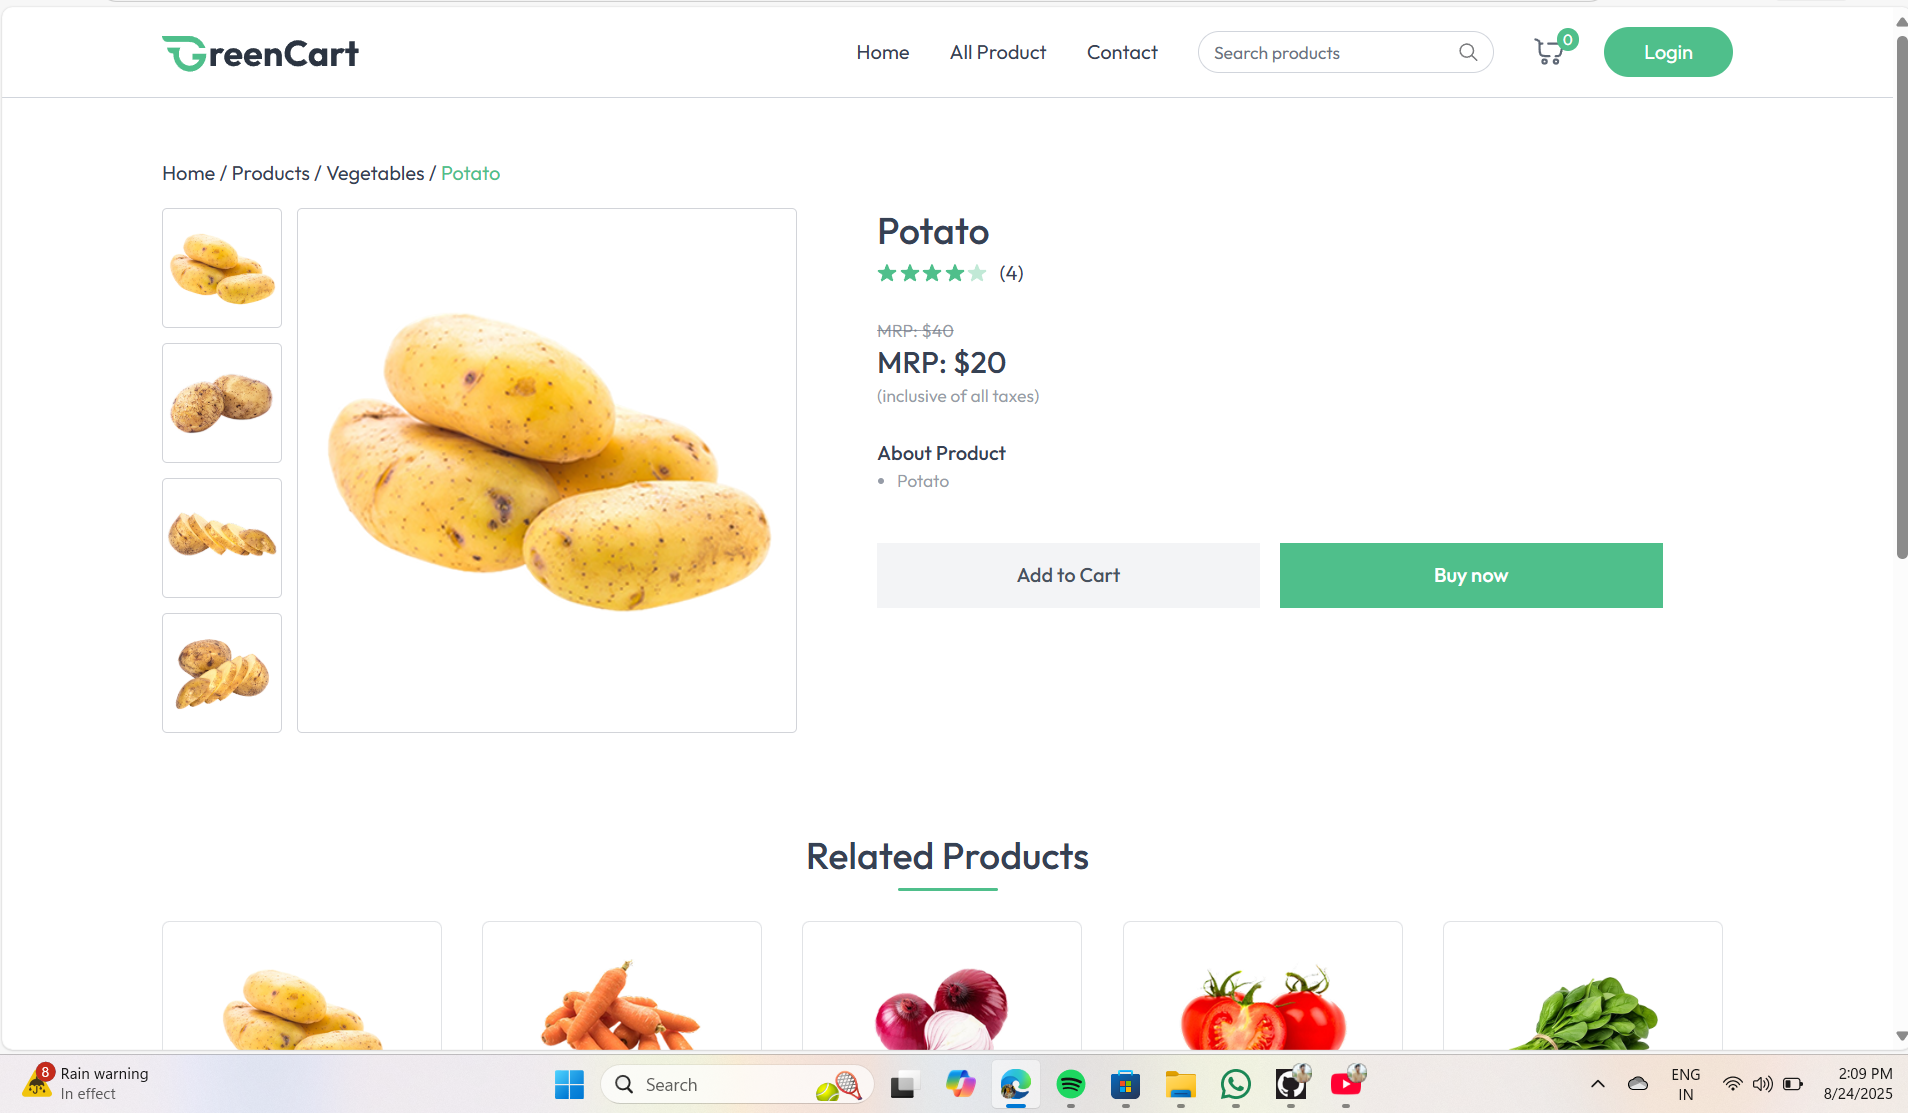 GreenCart
Home
All Product
Contact
Search products
0
Login
Home / Products / Vegetables / Potato
Potato
(4)
MRP: $40
MRP: $20
(inclusive of all taxes)
About Product
• Potato
Add to Cart
Buy now
Related Products
8
Rain warning
In effect
Search
ENG
IN
2:09 PM
8/24/2025